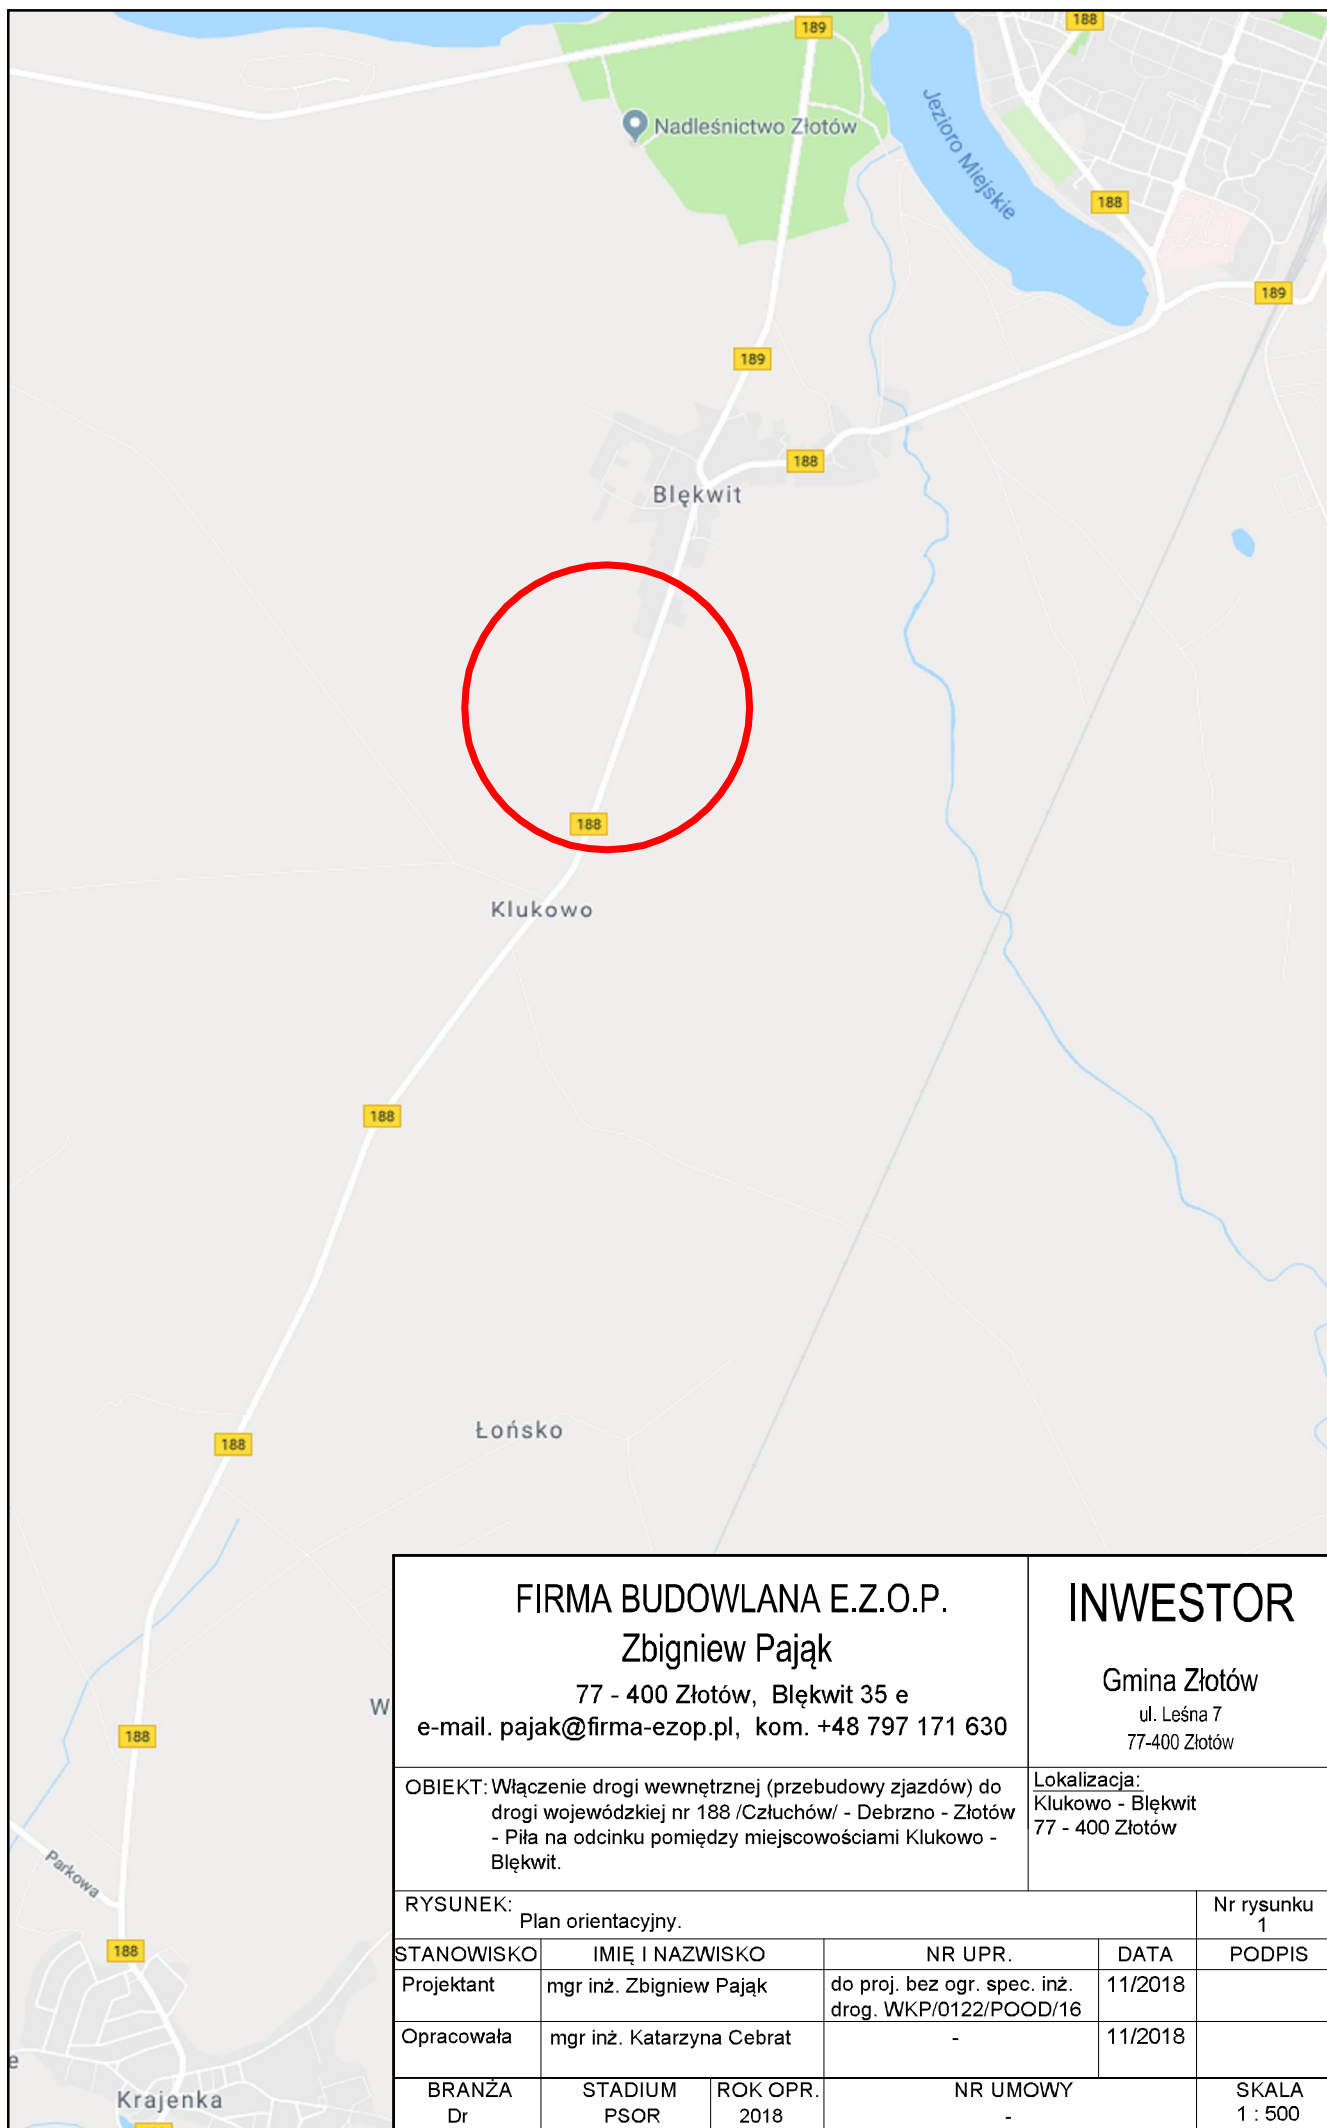 189
188
Nadleśnictwo Złotów
Jezioro Miejskie
188
189
189
188
Blękwit
188
Klukowo
188
188
Łońsko
188
Parkowa
188
Krajenka
W
e
FIRMA BUDOWLANA E.Z.O.P.
Zbigniew Pająk
77 - 400 Złotów, Blękwit 35 e
e-mail. pajak@firma-ezop.pl, kom. +48 797 171 630
INWESTOR
Gmina Złotów
ul. Leśna 7
77-400 Złotów
OBIEKT: Włączenie drogi wewnętrznej (przebudowy zjazdów) do
drogi wojewódzkiej nr 188 /Człuchów/ - Debrzno - Złotów
- Piła na odcinku pomiędzy miejscowościami Klukowo -
Blękwit.
Lokalizacja:
Klukowo - Blękwit
77 - 400 Złotów
RYSUNEK:
Plan orientacyjny.
Nr rysunku
1
STANOWISKO IMIĘ I NAZWISKO NR UPR. DATA PODPIS
Projektant mgr inż. Zbigniew Pająk do proj. bez ogr. spec. inż. 11/2018
drog. WKP/0122/POOD/16
Opracowała mgr inż. Katarzyna Cebrat - 11/2018
BRANŻA STADIUM ROK OPR. NR UMOWY SKALA
Dr PSOR 2018 - 1 : 500